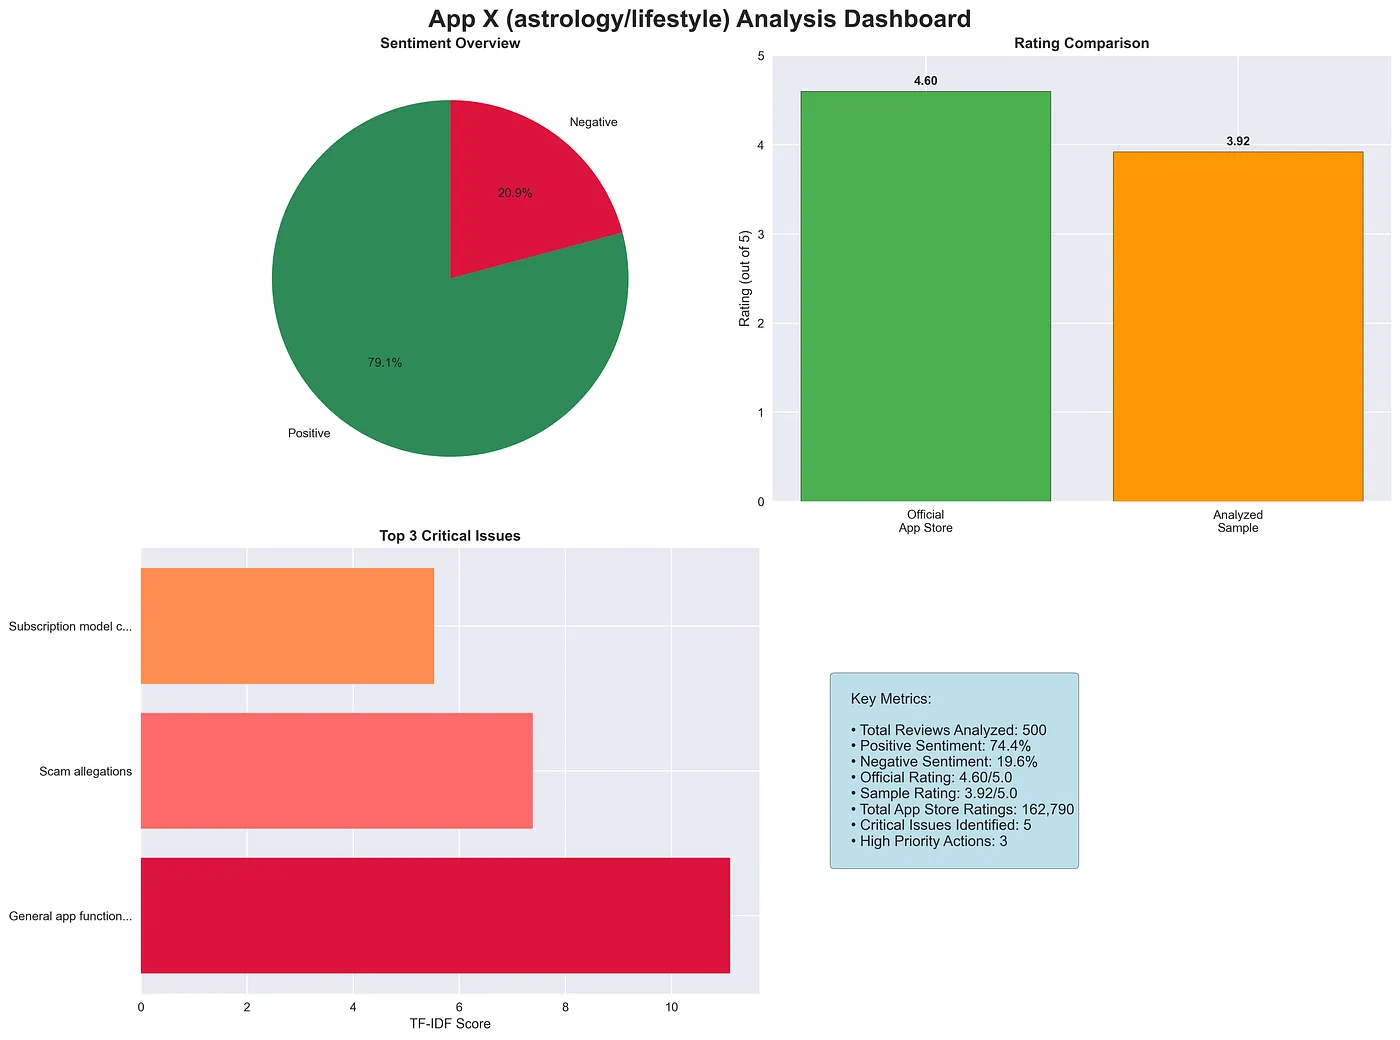 App X (astrology/lifestyle) Analysis Dashboard
Sentiment Overview
Negative
20.9%
79.1%
Positive
Rating Comparison
5
4
3
2
1
0
Rating (out of 5)
4.60
3.92
Official
App Store
Analyzed
Sample
Top 3 Critical Issues
Subscription model c...
Scam allegations
General app function...
0 2 4 6 8 10
TF-IDF Score
Key Metrics:
• Total Reviews Analyzed: 500
• Positive Sentiment: 74.4%
• Negative Sentiment: 19.6%
• Official Rating: 4.60/5.0
• Sample Rating: 3.92/5.0
• Total App Store Ratings: 162,790
• Critical Issues Identified: 5
• High Priority Actions: 3